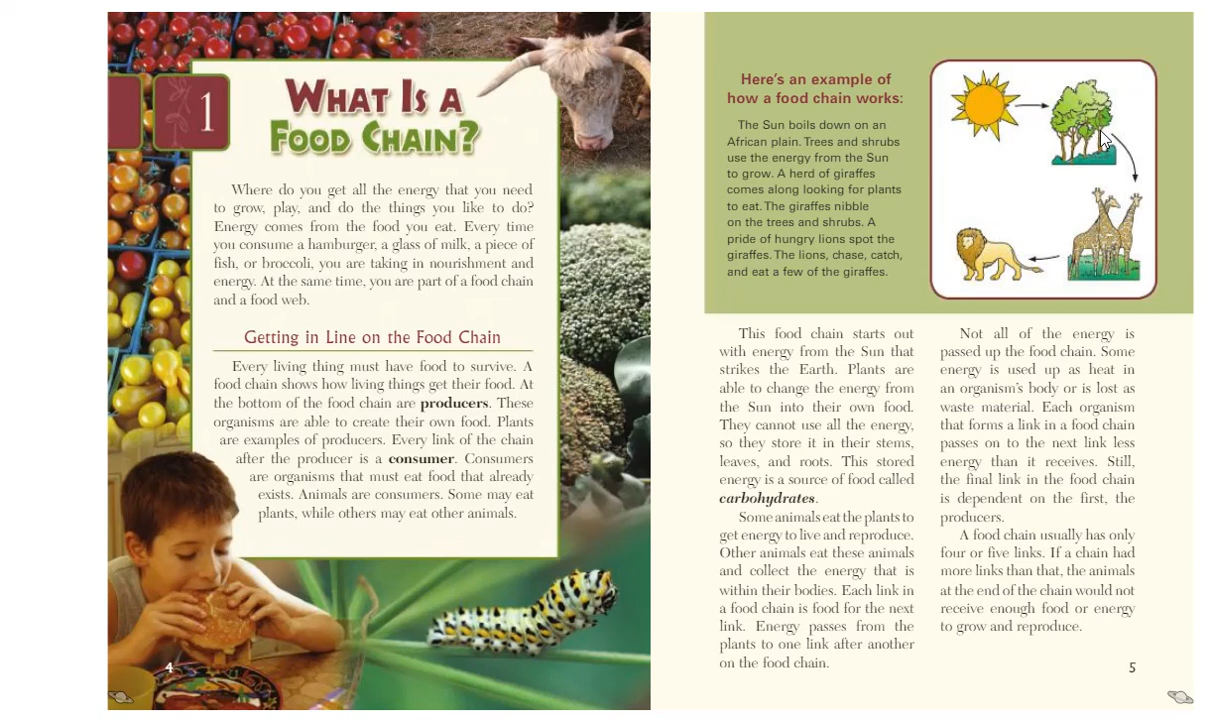 1
WHAT IS A
FOOD CHAIN?
Where do you get all the energy that you need
to grow, play, and do the things you like to do?
Energy comes from the food you eat. Every time
you consume a hamburger, a glass of milk, a piece of
fish, or broccoli, you are taking in nourishment and
energy. At the same time, you are part of a food chain
and a food web.
Getting in Line on the Food Chain
Every living thing must have food to survive. A
food chain shows how living things get their food. At
the bottom of the food chain are producers. These
organisms are able to create their own food. Plants
are examples of producers. Every link of the chain
after the producer is a consumer. Consumers
are organisms that must eat food that already
exists. Animals are consumers. Some may eat
plants, while others may eat other animals.
4
Here's an example of
how a food chain works:
The Sun boils down on an
African plain. Trees and shrubs
use the energy from the Sun
to grow. A herd of giraffes
comes along looking for plants
to eat. The giraffes nibble
on the trees and shrubs. A
pride of hungry lions spot the
giraffes. The lions, chase, catch,
and eat a few of the giraffes.
This food chain starts out
with energy from the Sun that
strikes the Earth. Plants are
able to change the energy from
the Sun into their own food.
They cannot use all the energy,
so they store it in their stems,
leaves, and roots. This stored
energy is a source of food called
carbohydrates.
Some animals eat the plants to
get energy to live and reproduce.
Other animals eat these animals
and collect the energy that is
within their bodies. Each link in
a food chain is food for the next
link. Energy passes from the
plants to one link after another
on the food chain.
Not all of the energy is
passed up the food chain. Some
energy is used up as heat in
an organism's body or is lost as
waste material. Each organism
that forms a link in a food chain
passes on to the next link less
energy than it receives. Still,
the final link in the food chain
is dependent on the first, the
producers.
A food chain usually has only
four or five links. If a chain had
more links than that, the animals
at the end of the chain would not
receive enough food or energy
to grow and reproduce.
5